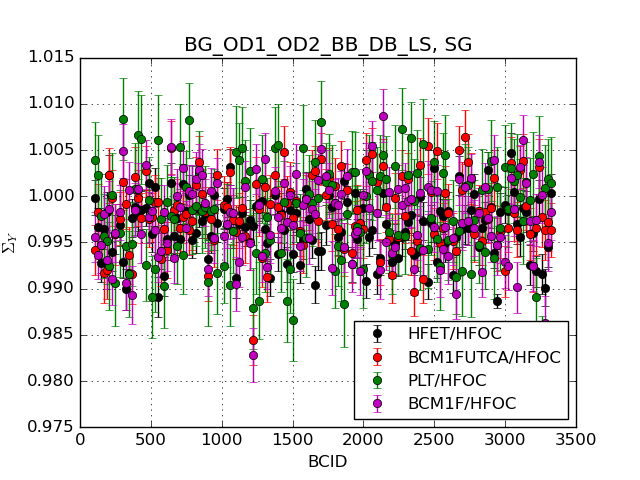 BG_OD1_OD2_BB_DB_LS, SG
1.015
1.010
1.005
1.000
0.995
0.990
0.985
0.980
0.975
Σ_Y
HFET/HFOC
BCM1FUTCA/HFOC
PLT/HFOC
BCM1F/HFOC
0 500 1000 1500 2000 2500 3000 3500
BCID